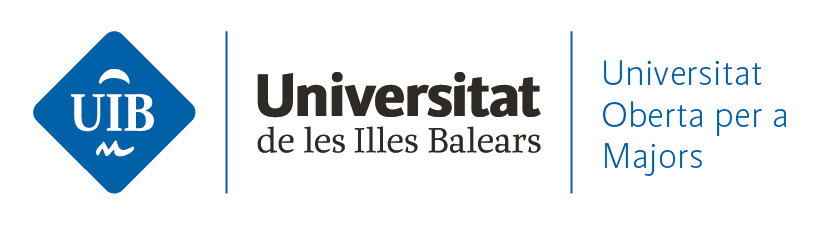 UIB
Universitat
de les Illes Balears
Universitat
Oberta per a
Majors